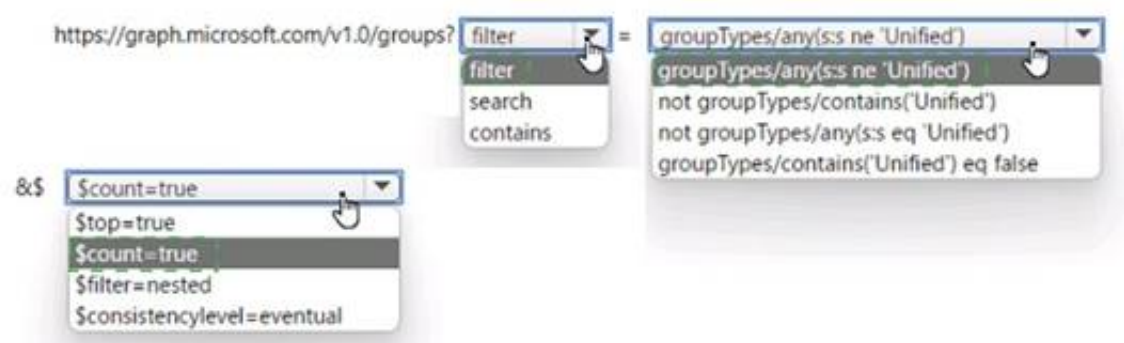 https://graph.microsoft.com/v1.0/groups? filter = groupTypes/any(s:s ne 'Unified')
filter
search
contains
groupTypes/any(s:s ne 'Unified')
not groupTypes/contains('Unified')
not groupTypes/any(s:s eq 'Unified')
groupTypes/contains('Unified') eq false
&$ $count=true
$top=true
$count=true
$filter=nested
$consistencylevel=eventual